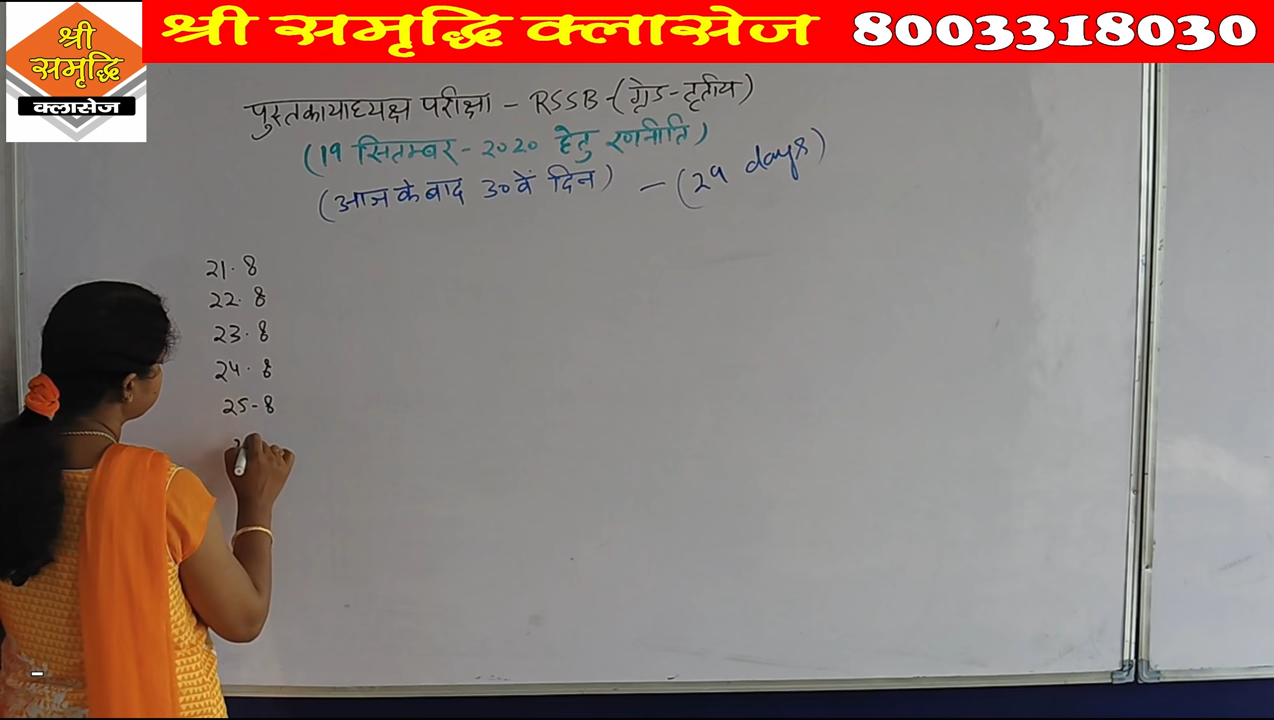 श्री समृद्धि क्लासेज 8003318030
श्री
समृद्धि
क्लासेज
पुस्तकायाध्यक्ष परीक्षा - RSSB - (ग्रेड-तृतीय)
(19 सितम्बर - 2020 हेतु रणनीति)
(आज के बाद 30 वें दिन) - (29 days)
21.8
22.8
23.8
24.8
25-8